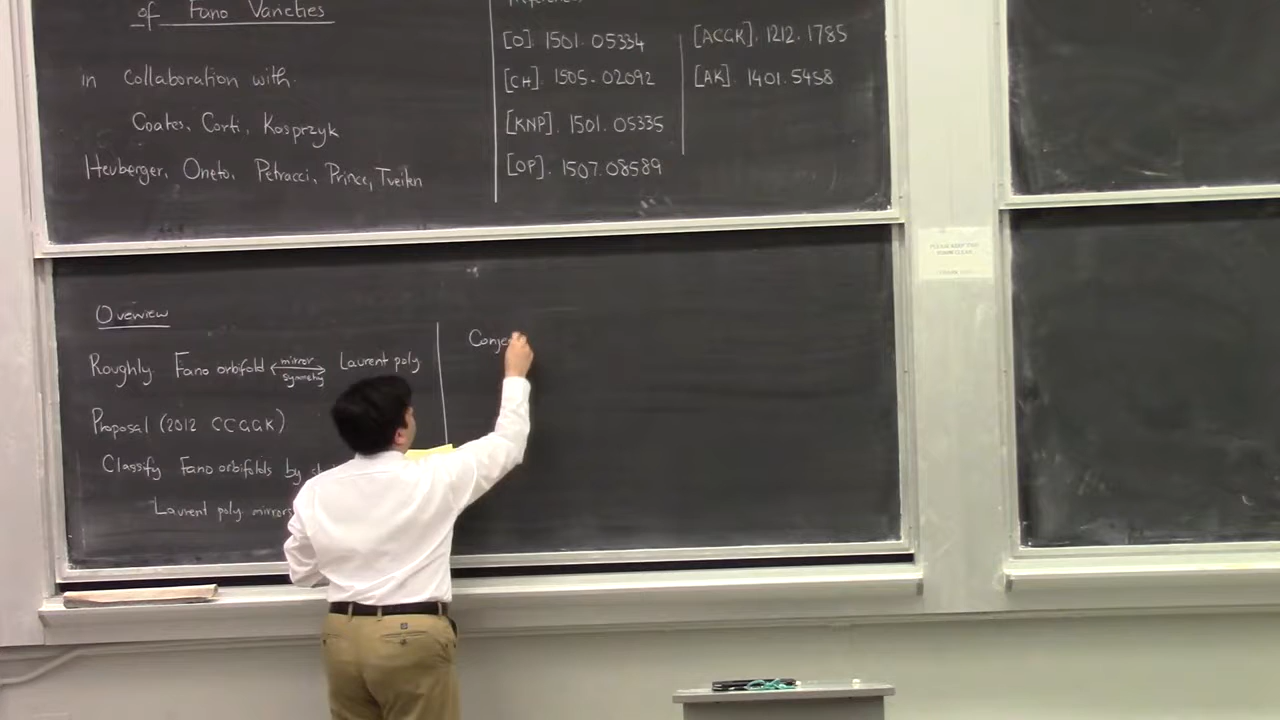 of Fano Varieties
in Collaboration with.
Coates, Corti, Kasprzyk
Heuberger, Oneto, Petracci, Prince, Tveiten
[O]. 1501.05334
[CH]. 1505.02092
[KNP]. 1501.05335
[OP]. 1507.08589
[ACGK]. 1212.1785
[AK]. 1401.5458
Overview
Roughly. Fano orbifold mirror symmetry Laurent poly.
Proposal (2012 CCGGK)
Classify Fano orbifolds by
Laurent poly. mirrors
Conje